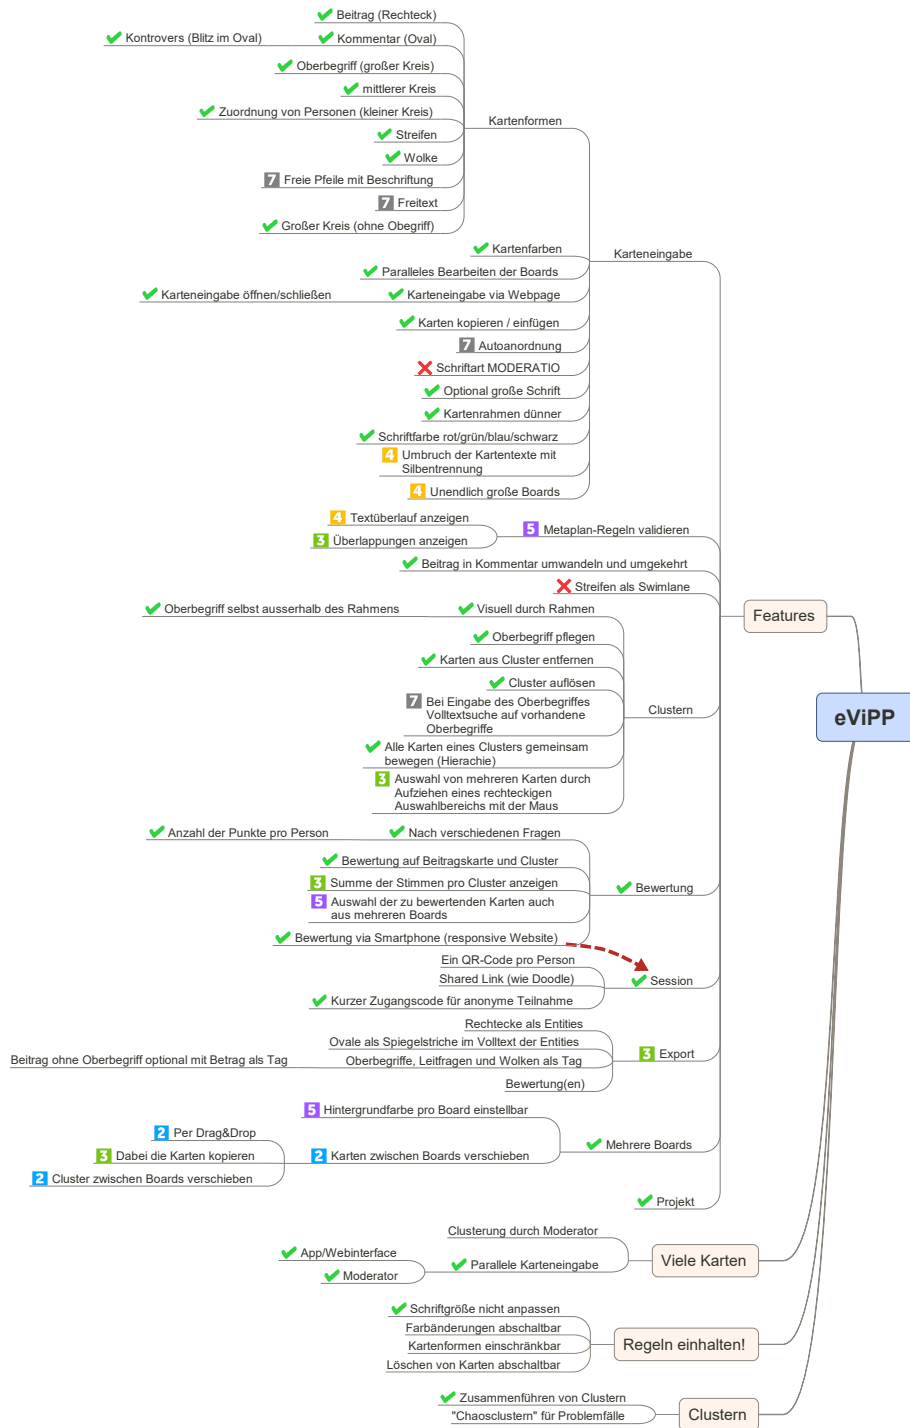 Beitrag (Rechteck)
Kontrovers (Blitz im Oval)
Kommentar (Oval)
Oberbegriff (großer Kreis)
mittlerer Kreis
Zuordnung von Personen (kleiner Kreis)
Kartenformen
Streifen
Wolke
7 Freie Pfeile mit Beschriftung
7 Freitext
Großer Kreis (ohne Obegriff)
Kartenfarben
Karteneingabe
Paralleles Bearbeiten der Boards
Karteneingabe öffnen/schließen
Karteneingabe via Webpage
Karten kopieren / einfügen
7 Autoanordnung
Schriftart MODERATIO
Optional große Schrift
Kartenrahmen dünner
Schriftfarbe rot/grün/blau/schwarz
4 Umbruch der Kartentexte mit
Silbentrennung
4 Unendlich große Boards
4 Textüberlauf anzeigen
5 Metaplan-Regeln validieren
3 Überlappungen anzeigen
Beitrag in Kommentar umwandeln und umgekehrt
Streifen als Swimlane
Features
Oberbegriff selbst ausserhalb des Rahmens
Visuell durch Rahmen
Oberbegriff pflegen
Karten aus Cluster entfernen
Cluster auflösen
7 Bei Eingabe des Oberbegriffes
Volltextsuche auf vorhandene
Oberbegriffe
Clustern
eViPP
Alle Karten eines Clusters gemeinsam
bewegen (Hierachie)
3 Auswahl von mehreren Karten durch
Aufziehen eines rechteckigen
Auswahlbereichs mit der Maus
Anzahl der Punkte pro Person
Nach verschiedenen Fragen
Bewertung auf Beitragskarte und Cluster
3 Summe der Stimmen pro Cluster anzeigen
Bewertung
5 Auswahl der zu bewertenden Karten auch
aus mehreren Boards
Bewertung via Smartphone (responsive Website)
Ein QR-Code pro Person
Shared Link (wie Doodle)
Session
Kurzer Zugangscode für anonyme Teilnahme
Rechtecke als Entities
Ovale als Spiegelstriche im Volltext der Entities
3 Export
Beitrag ohne Oberbegriff optional mit Betrag als Tag
Oberbegriffe, Leitfragen und Wolken als Tag
Bewertung(en)
5 Hintergrundfarbe pro Board einstellbar
2 Per Drag&Drop
Mehrere Boards
3 Dabei die Karten kopieren
2 Karten zwischen Boards verschieben
2 Cluster zwischen Boards verschieben
Projekt
Clusterung durch Moderator
App/Webinterface
Parallele Karteneingabe
Viele Karten
Moderator
Schriftgröße nicht anpassen
Farbänderungen abschaltbar
Regeln einhalten!
Kartenformen einschränkbar
Löschen von Karten abschaltbar
Zusammenführen von Clustern
Clustern
"Chaosclustern" für Problemfälle